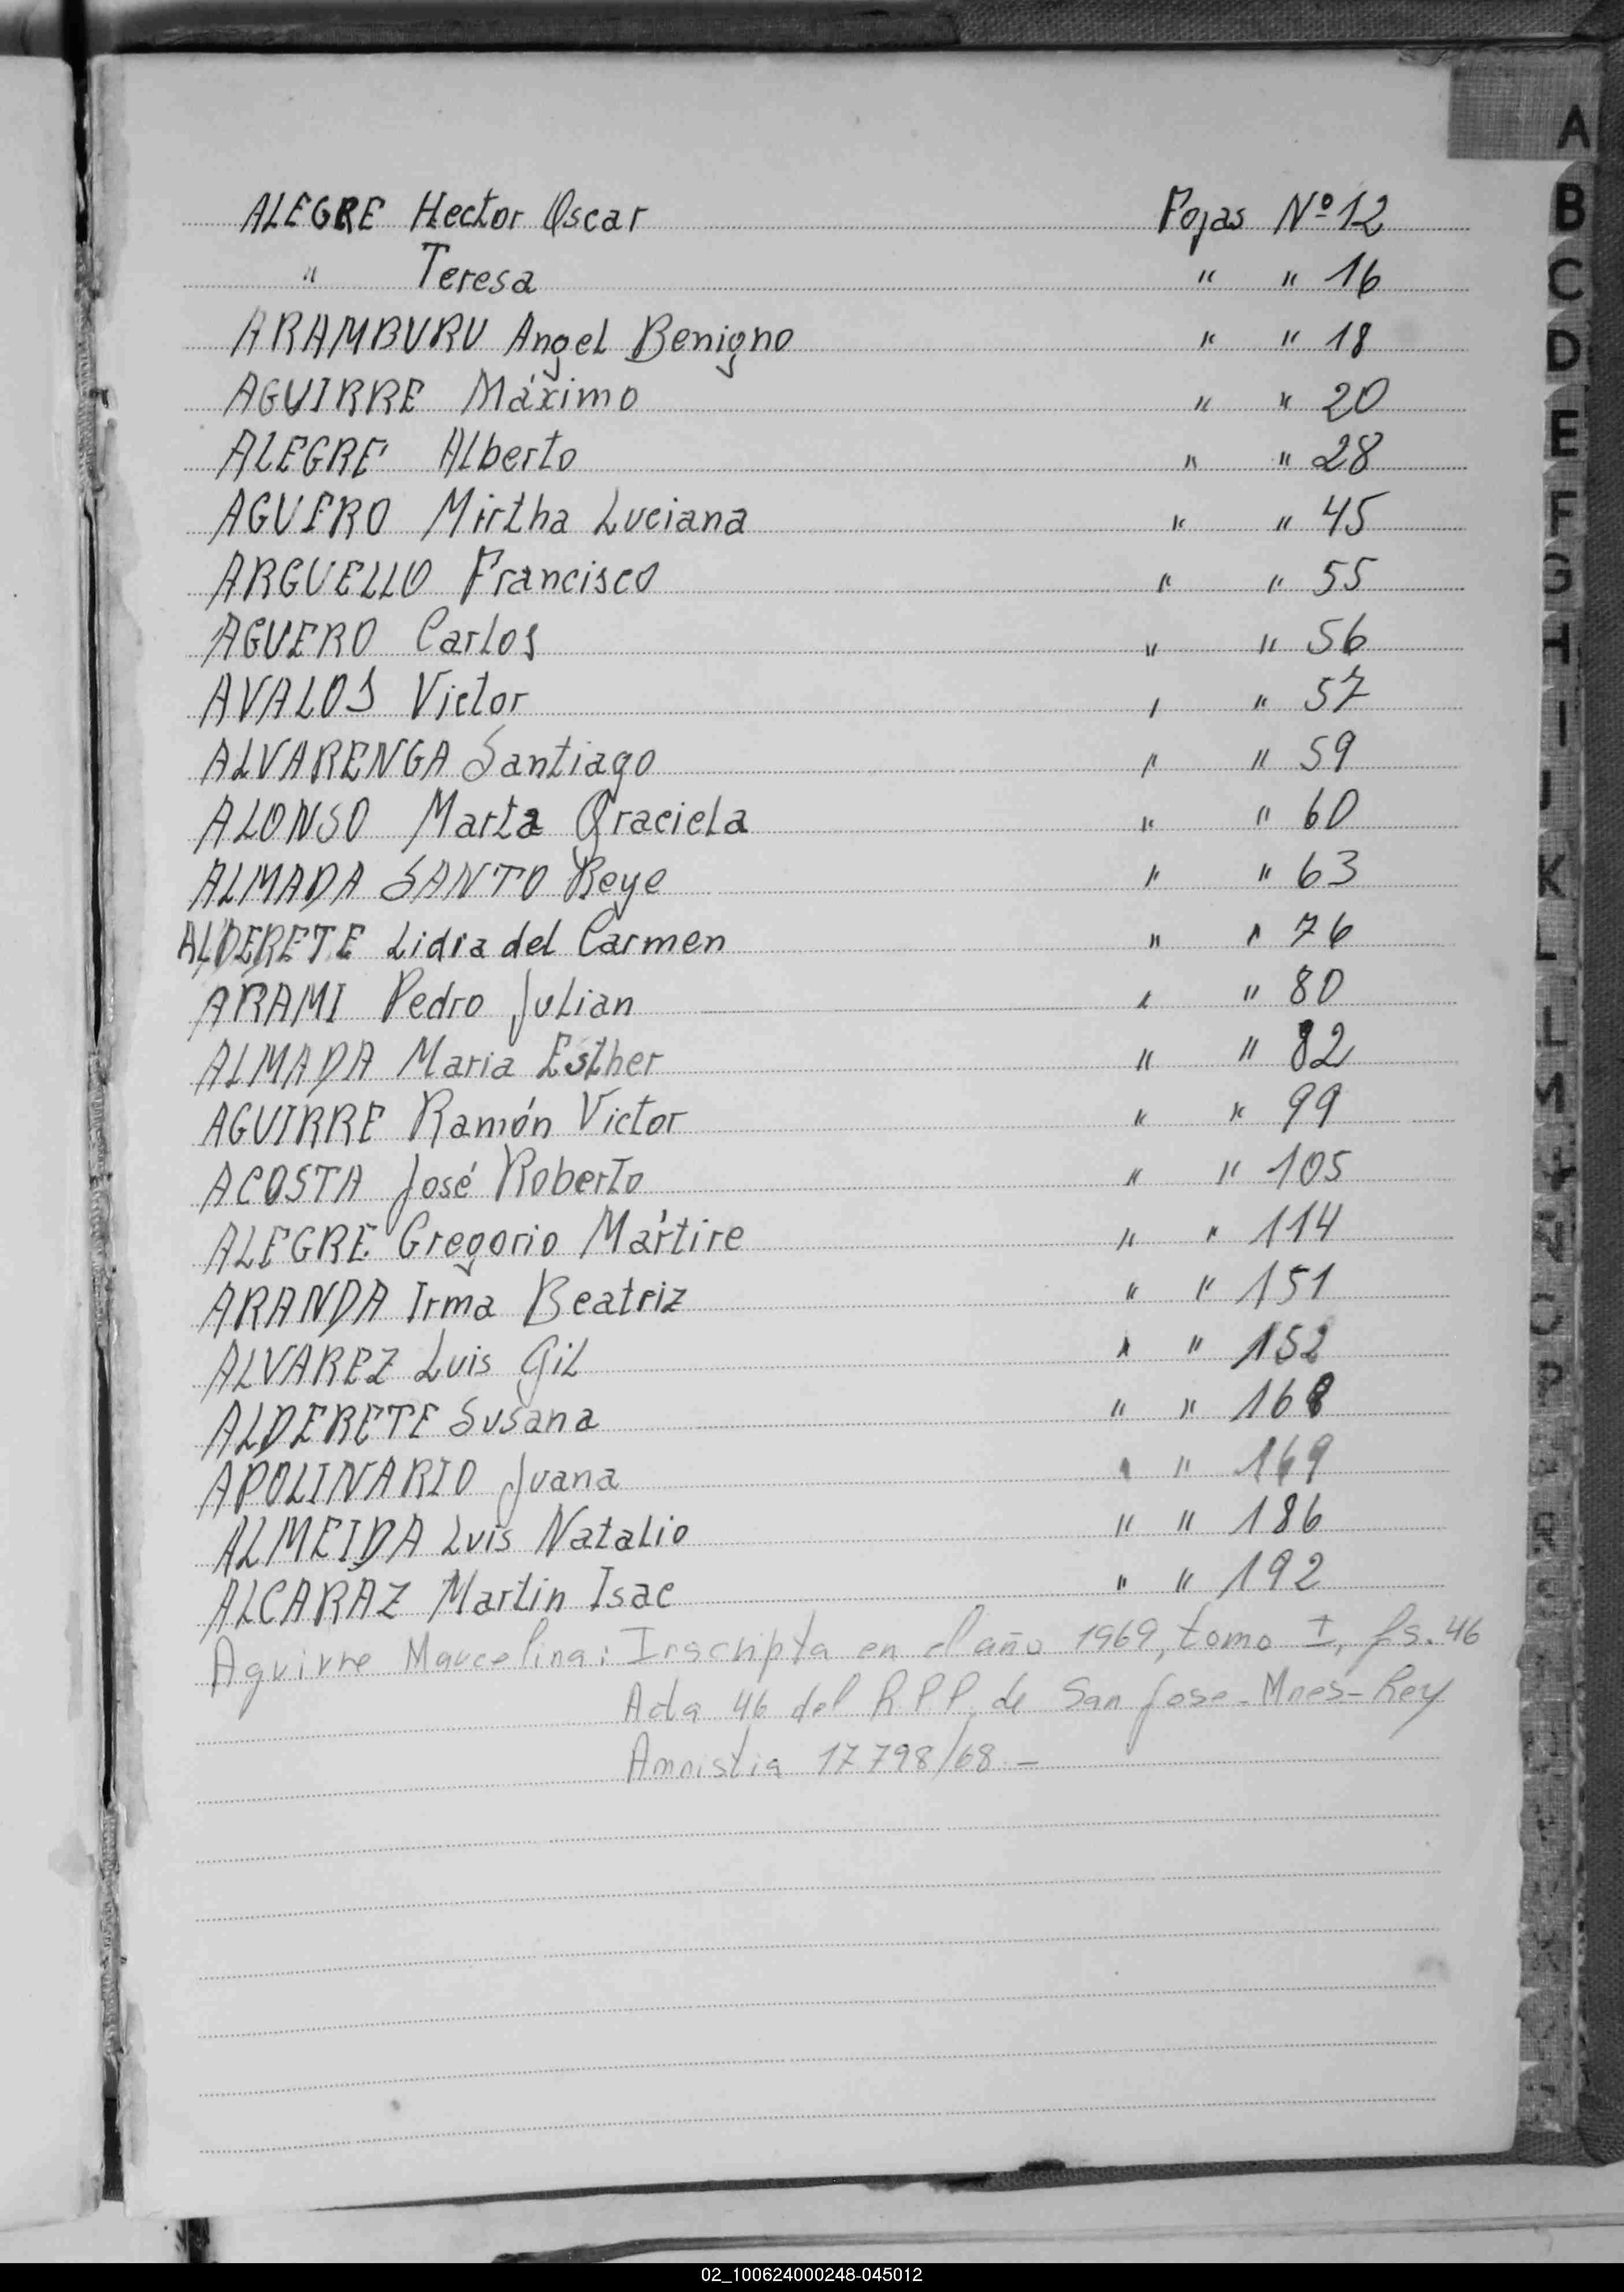 ALEGRE Hector Oscar Fojas Nº 12
" Teresa " " 16
ARAMBURU Angel Benigno " " 18
AGUIRRE Máximo " " 20
ALEGRE Alberto " " 28
AGUERO Mirtha Luciana " " 45
ARGUELLO Francisco " " 55
AGUERO Carlos " " 56
AVALOS Victor " " 57
ALVARENGA Santiago " " 59
ALONSO Marta Graciela " " 60
ALMADA SANTO Reye " " 63
ALDERETE Lidia del Carmen " " 76
ARAMI Pedro Julian " " 80
ALMADA Maria Esther " " 82
AGUIRRE Ramón Victor " " 99
ACOSTA José Roberto " " 105
ALEGRE Gregorio Mártire " " 114
ARANDA Irma Beatriz " " 151
ALVAREZ Luis Gil " " 152
ALDERETE Susana " " 168
APOLINARIO Juana " " 169
ALMEIDA Luis Natalio " " 186
ALCARAZ Martin Isac " " 192
Aguirre Marcelina: Inscripta en el año 1969, tomo I, fs. 46
Acta 46 del R.P.P. de San Jose - Mnes - Rey
Amnistia 17798/68 -
A
B
C
D
E
F
G
H
I
J
K
L
L
M
N
O
P
R
02_100624000248-045012